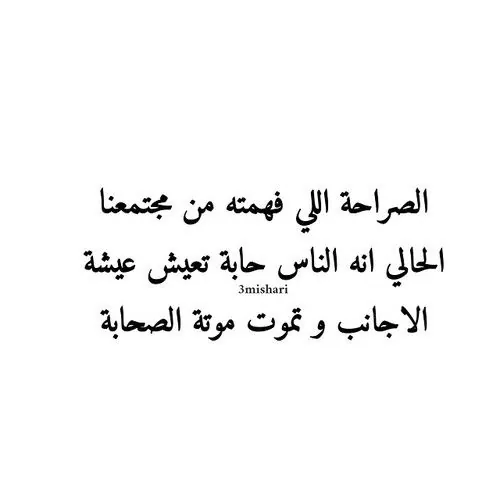 الصراحة اللي فهمته من مجتمعنا
الحالي انه الناس حابة تعيش عيشة
3mishari
الاجانب و تموت موتة الصحابة